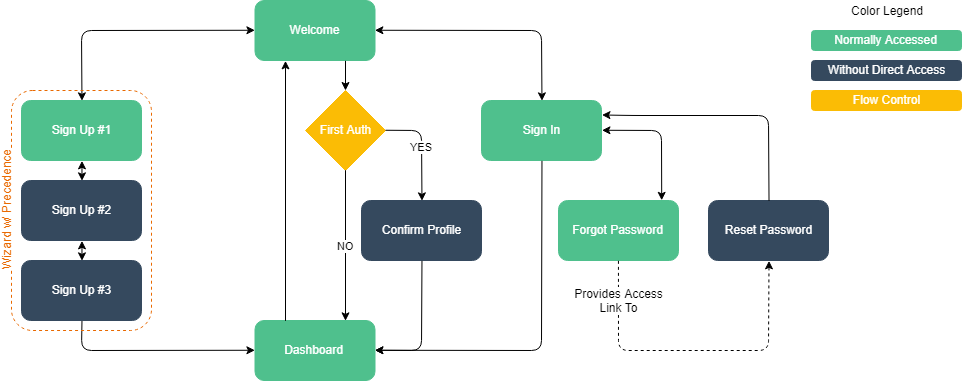 Color Legend
Welcome
Normally Accessed
Without Direct Access
Flow Control
Sign Up #1
First Auth
Sign In
YES
Wizard w/ Precedence
Sign Up #2
Confirm Profile
Forgot Password
Reset Password
NO
Sign Up #3
Provides Access
Link To
Dashboard